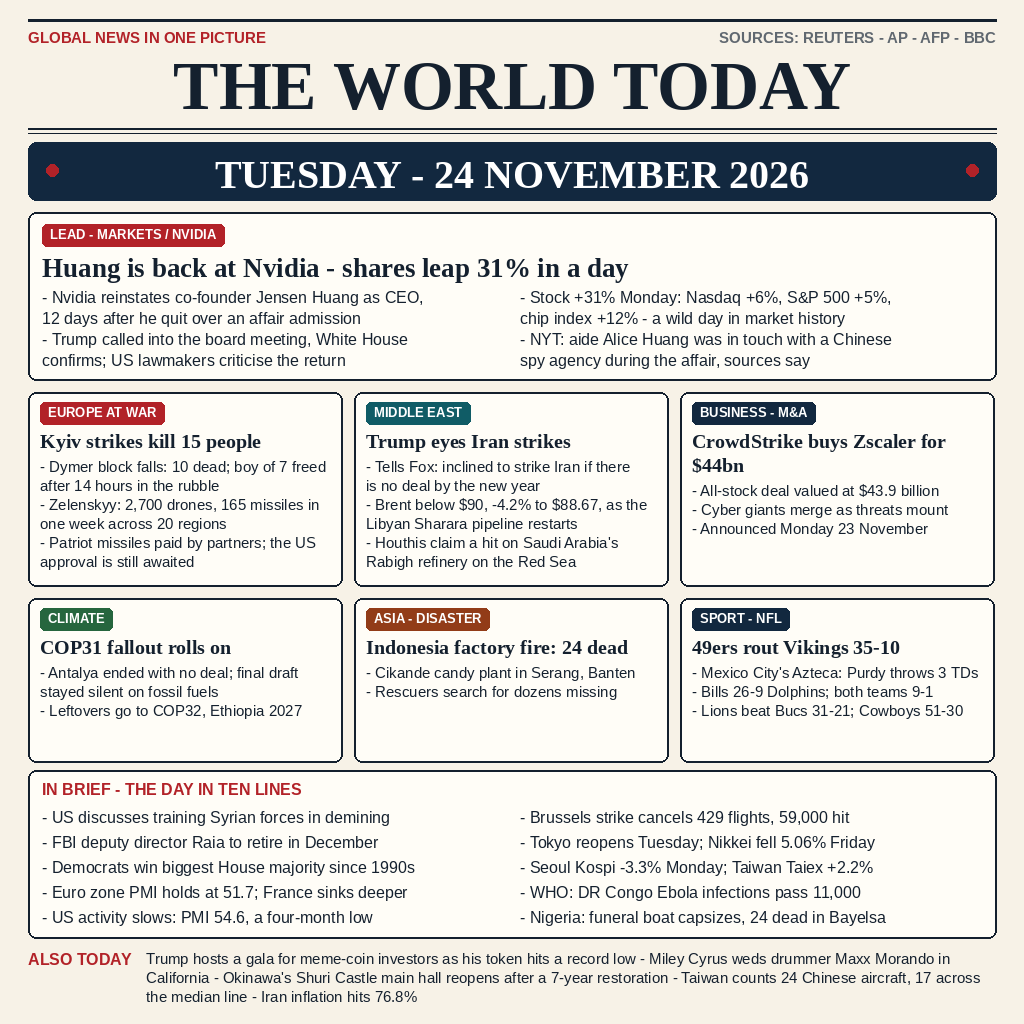 GLOBAL NEWS IN ONE PICTURE
SOURCES: REUTERS - AP - AFP - BBC
THE WORLD TODAY
TUESDAY - 24 NOVEMBER 2026
LEAD - MARKETS / NVIDIA
Huang is back at Nvidia - shares leap 31% in a day
- Nvidia reinstates co-founder Jensen Huang as CEO,
12 days after he quit over an affair admission
- Trump called into the board meeting, White House
confirms; US lawmakers criticise the return
- Stock +31% Monday: Nasdaq +6%, S&P 500 +5%,
chip index +12% - a wild day in market history
- NYT: aide Alice Huang was in touch with a Chinese
spy agency during the affair, sources say
EUROPE AT WAR
Kyiv strikes kill 15 people
- Dymer block falls: 10 dead; boy of 7 freed
after 14 hours in the rubble
- Zelenskyy: 2,700 drones, 165 missiles in
one week across 20 regions
- Patriot missiles paid by partners; the US
approval is still awaited
MIDDLE EAST
Trump eyes Iran strikes
- Tells Fox: inclined to strike Iran if there
is no deal by the new year
- Brent below $90, -4.2% to $88.67, as the
Libyan Sharara pipeline restarts
- Houthis claim a hit on Saudi Arabia's
Rabigh refinery on the Red Sea
BUSINESS - M&A
CrowdStrike buys Zscaler for
$44bn
- All-stock deal valued at $43.9 billion
- Cyber giants merge as threats mount
- Announced Monday 23 November
CLIMATE
COP31 fallout rolls on
- Antalya ended with no deal; final draft
stayed silent on fossil fuels
- Leftovers go to COP32, Ethiopia 2027
ASIA - DISASTER
Indonesia factory fire: 24 dead
- Cikande candy plant in Serang, Banten
- Rescuers search for dozens missing
SPORT - NFL
49ers rout Vikings 35-10
- Mexico City's Azteca: Purdy throws 3 TDs
- Bills 26-9 Dolphins; both teams 9-1
- Lions beat Bucs 31-21; Cowboys 51-30
IN BRIEF - THE DAY IN TEN LINES
- US discusses training Syrian forces in demining
- FBI deputy director Raia to retire in December
- Democrats win biggest House majority since 1990s
- Euro zone PMI holds at 51.7; France sinks deeper
- US activity slows: PMI 54.6, a four-month low
- Brussels strike cancels 429 flights, 59,000 hit
- Tokyo reopens Tuesday; Nikkei fell 5.06% Friday
- Seoul Kospi -3.3% Monday; Taiwan Taiex +2.2%
- WHO: DR Congo Ebola infections pass 11,000
- Nigeria: funeral boat capsizes, 24 dead in Bayelsa
ALSO TODAY
Trump hosts a gala for meme-coin investors as his token hits a record low - Miley Cyrus weds drummer Maxx Morando in
California - Okinawa's Shuri Castle main hall reopens after a 7-year restoration - Taiwan counts 24 Chinese aircraft, 17 across
the median line - Iran inflation hits 76.8%